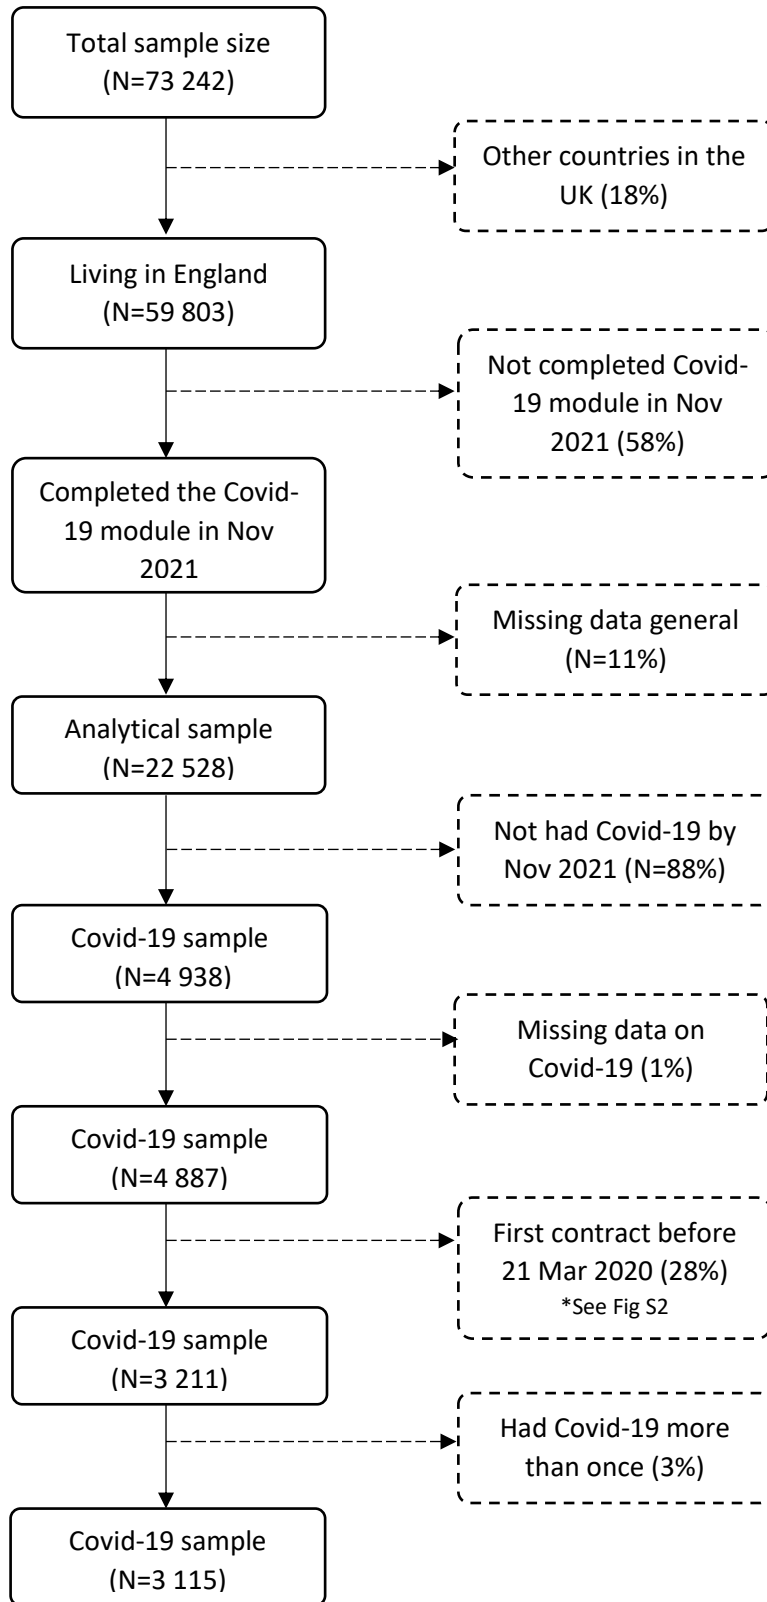 Total sample size
(N=73 242)
Other countries in the
UK (18%)
Living in England
(N=59 803)
Not completed Covid-
19 module in Nov
2021 (58%)
Completed the Covid-
19 module in Nov
2021
Missing data general
(N=11%)
Analytical sample
(N=22 528)
Not had Covid-19 by
Nov 2021 (N=88%)
Covid-19 sample
(N=4 938)
Missing data on
Covid-19 (1%)
Covid-19 sample
(N=4 887)
First contract before
21 Mar 2020 (28%)
*See Fig S2
Covid-19 sample
(N=3 211)
Had Covid-19 more
than once (3%)
Covid-19 sample
(N=3 115)